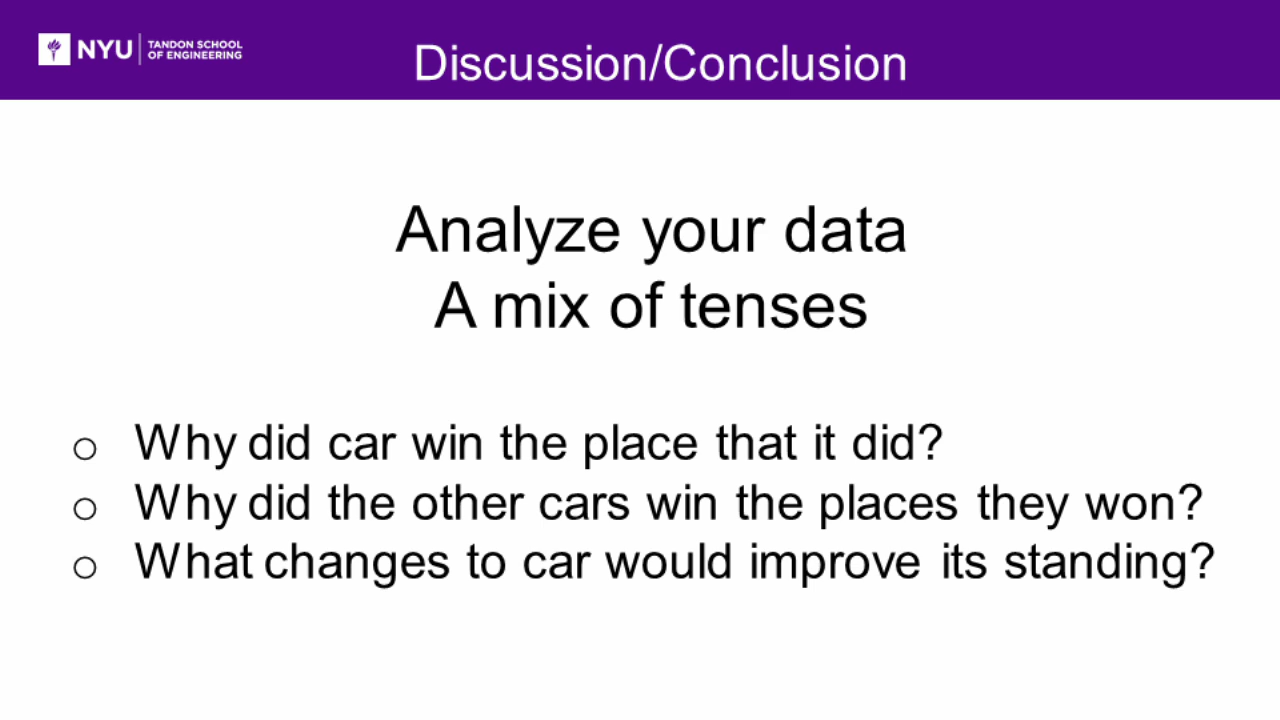 NYU
TANDON SCHOOL
OF ENGINEERING
Discussion/Conclusion
Analyze your data
A mix of tenses
o Why did car win the place that it did?
o Why did the other cars win the places they won?
o What changes to car would improve its standing?